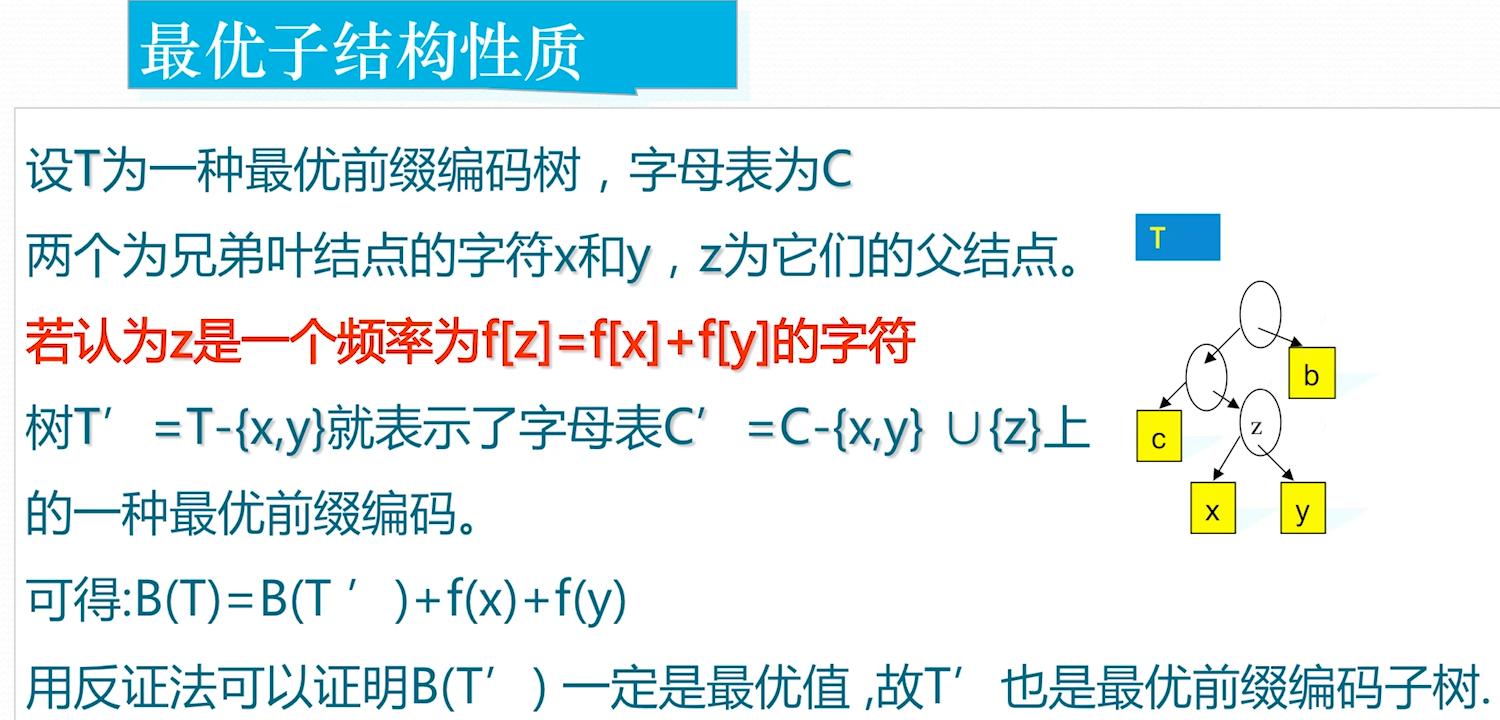 最优子结构性质
设T为一种最优前缀编码树，字母表为C
两个为兄弟叶结点的字符x和y，z为它们的父结点。
若认为z是一个频率为f[z]=f[x]+f[y]的字符
树T′ =T-{x,y}就表示了字母表C′ =C-{x,y} ∪{z}上
的一种最优前缀编码。
可得:B(T)=B(T ′ )+f(x)+f(y)
用反证法可以证明B(T′ ) 一定是最优值 ,故T′ 也是最优前缀编码子树.
T
b
c
z
x
y